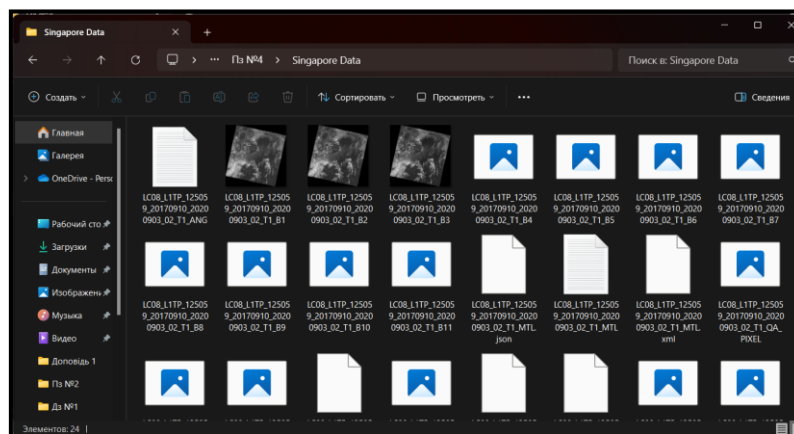 Singapore Data
Пз №4
Singapore Data
Поиск в: Singapore Data
Создать
Сортировать
Просмотреть
Сведения
Главная
Галерея
OneDrive - Persc
Рабочий сто
Загрузки
Документы
Изображени
Музыка
Видео
Доповідь 1
Пз №2
Дз №1
LC08_L1TP_12505
9_20170910_2020
0903_02_T1_ANG
LC08_L1TP_12505
9_20170910_2020
0903_02_T1_B1
LC08_L1TP_12505
9_20170910_2020
0903_02_T1_B2
LC08_L1TP_12505
9_20170910_2020
0903_02_T1_B3
LC08_L1TP_12505
9_20170910_2020
0903_02_T1_B4
LC08_L1TP_12505
9_20170910_2020
0903_02_T1_B5
LC08_L1TP_12505
9_20170910_2020
0903_02_T1_B6
LC08_L1TP_12505
9_20170910_2020
0903_02_T1_B7
LC08_L1TP_12505
9_20170910_2020
0903_02_T1_B8
LC08_L1TP_12505
9_20170910_2020
0903_02_T1_B9
LC08_L1TP_12505
9_20170910_2020
0903_02_T1_B10
LC08_L1TP_12505
9_20170910_2020
0903_02_T1_B11
LC08_L1TP_12505
9_20170910_2020
0903_02_T1_MTL.
json
LC08_L1TP_12505
9_20170910_2020
0903_02_T1_MTL
LC08_L1TP_12505
9_20170910_2020
0903_02_T1_MTL.
xml
LC08_L1TP_12505
9_20170910_2020
0903_02_T1_QA_
PIXEL
Элементов: 24